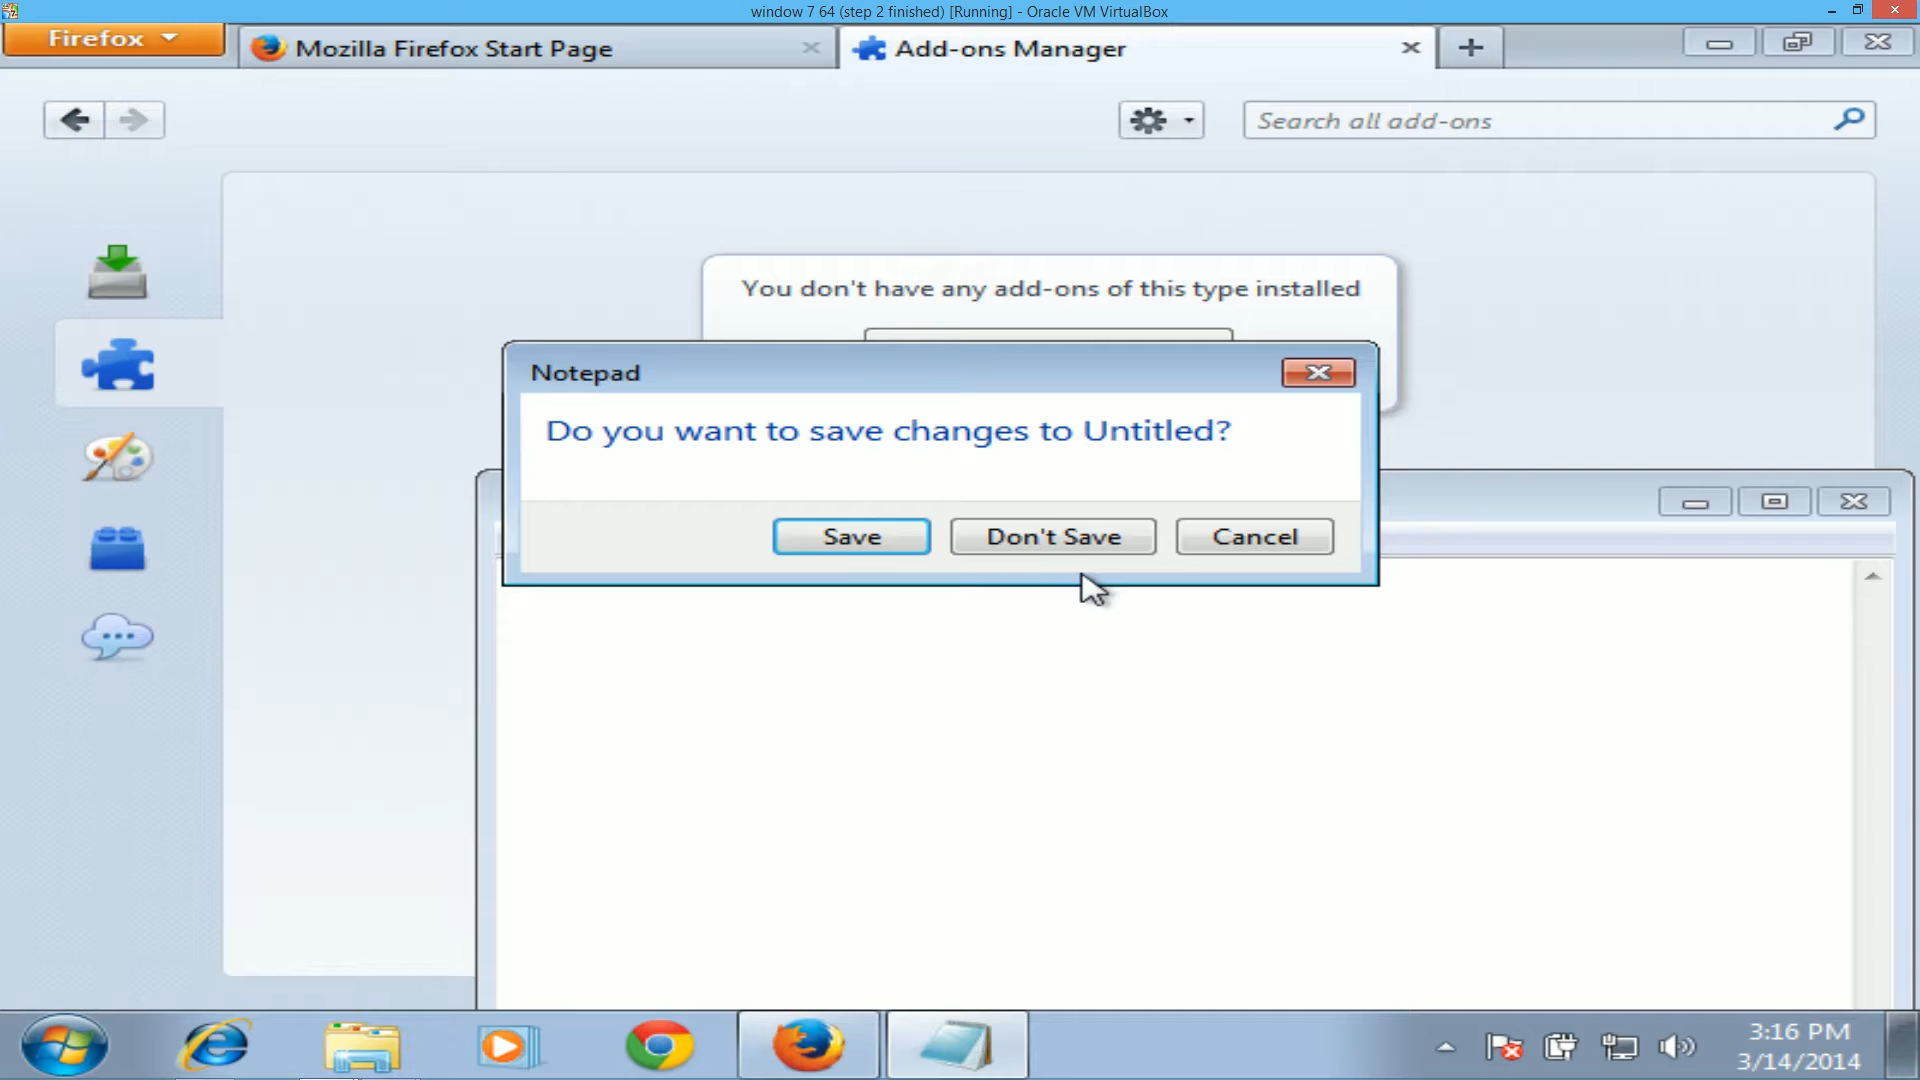 window 7 64 (step 2 finished) [Running] - Oracle VM VirtualBox
Firefox
Mozilla Firefox Start Page
Add-ons Manager
Search all add-ons
You don't have any add-ons of this type installed
Notepad
Do you want to save changes to Untitled?
Save
Don't Save
Cancel
3:16 PM
3/14/2014